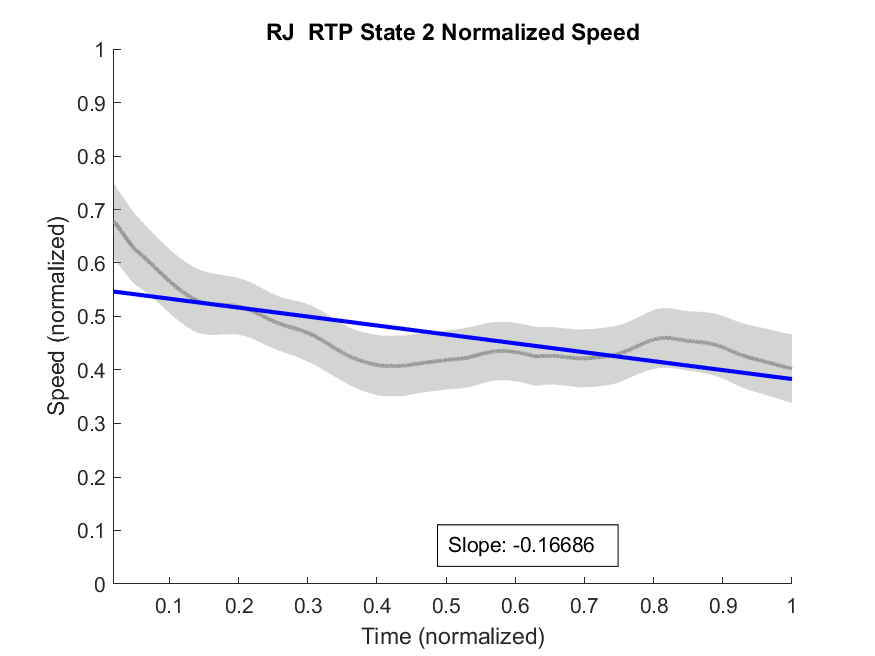 RJ  RTP State 2 Normalized Speed
1
0.9
0.8
0.7
0.6
0.5
0.4
0.3
0.2
0.1
0
Speed (normalized)
Slope: -0.16686
0.1 0.2 0.3 0.4 0.5 0.6 0.7 0.8 0.9 1
Time (normalized)